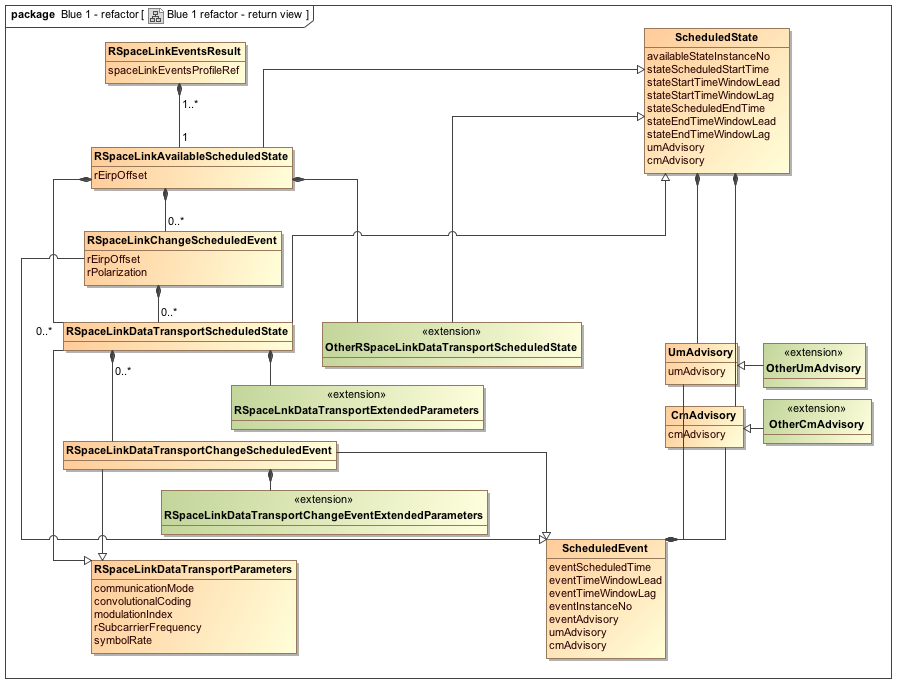 package Blue 1 - refactor [ Blue 1 refactor - return view ]
RSpaceLinkEventsResult
spaceLinkEventsProfileRef
1..*
1
RSpaceLinkAvailableScheduledState
rEirpOffset
0..*
RSpaceLinkChangeScheduledEvent
rEirpOffset
rPolarization
0..*
0..*
RSpaceLinkDataTransportScheduledState
0..*
«extension»
OtherRSpaceLinkDataTransportScheduledState
«extension»
RSpaceLnkDataTransportExtendedParameters
RSpaceLinkDataTransportChangeScheduledEvent
«extension»
RSpaceLinkDataTransportChangeEventExtendedParameters
RSpaceLinkDataTransportParameters
communicationMode
convolutionalCoding
modulationIndex
rSubcarrierFrequency
symbolRate
ScheduledState
availableStateInstanceNo
stateScheduledStartTime
stateStartTimeWindowLead
stateStartTimeWindowLag
stateScheduledEndTime
stateEndTimeWindowLead
stateEndTimeWindowLag
umAdvisory
cmAdvisory
UmAdvisory
umAdvisory
«extension»
OtherUmAdvisory
CmAdvisory
cmAdvisory
«extension»
OtherCmAdvisory
ScheduledEvent
eventScheduledTime
eventTimeWindowLead
eventTimeWindowLag
eventInstanceNo
eventAdvisory
umAdvisory
cmAdvisory